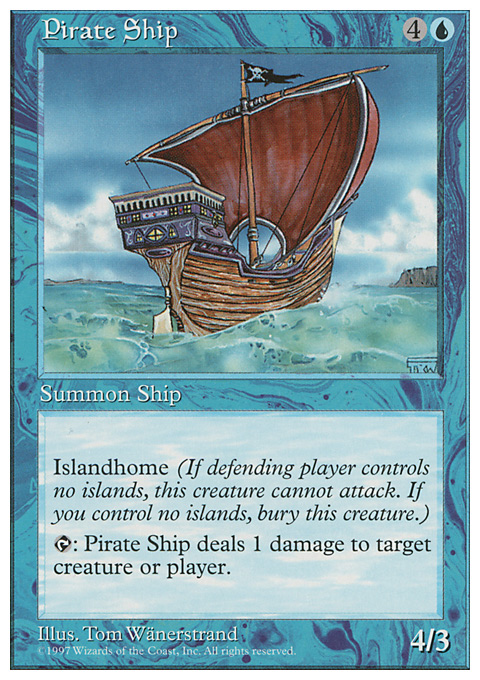 Pirate Ship 4
Summon Ship
Islandhome (If defending player controls
no islands, this creature cannot attack. If
you control no islands, bury this creature.)
: Pirate Ship deals 1 damage to target
creature or player.
Illus. Tom Wänerstrand
©1997 Wizards of the Coast, Inc. All rights reserved.
4/3